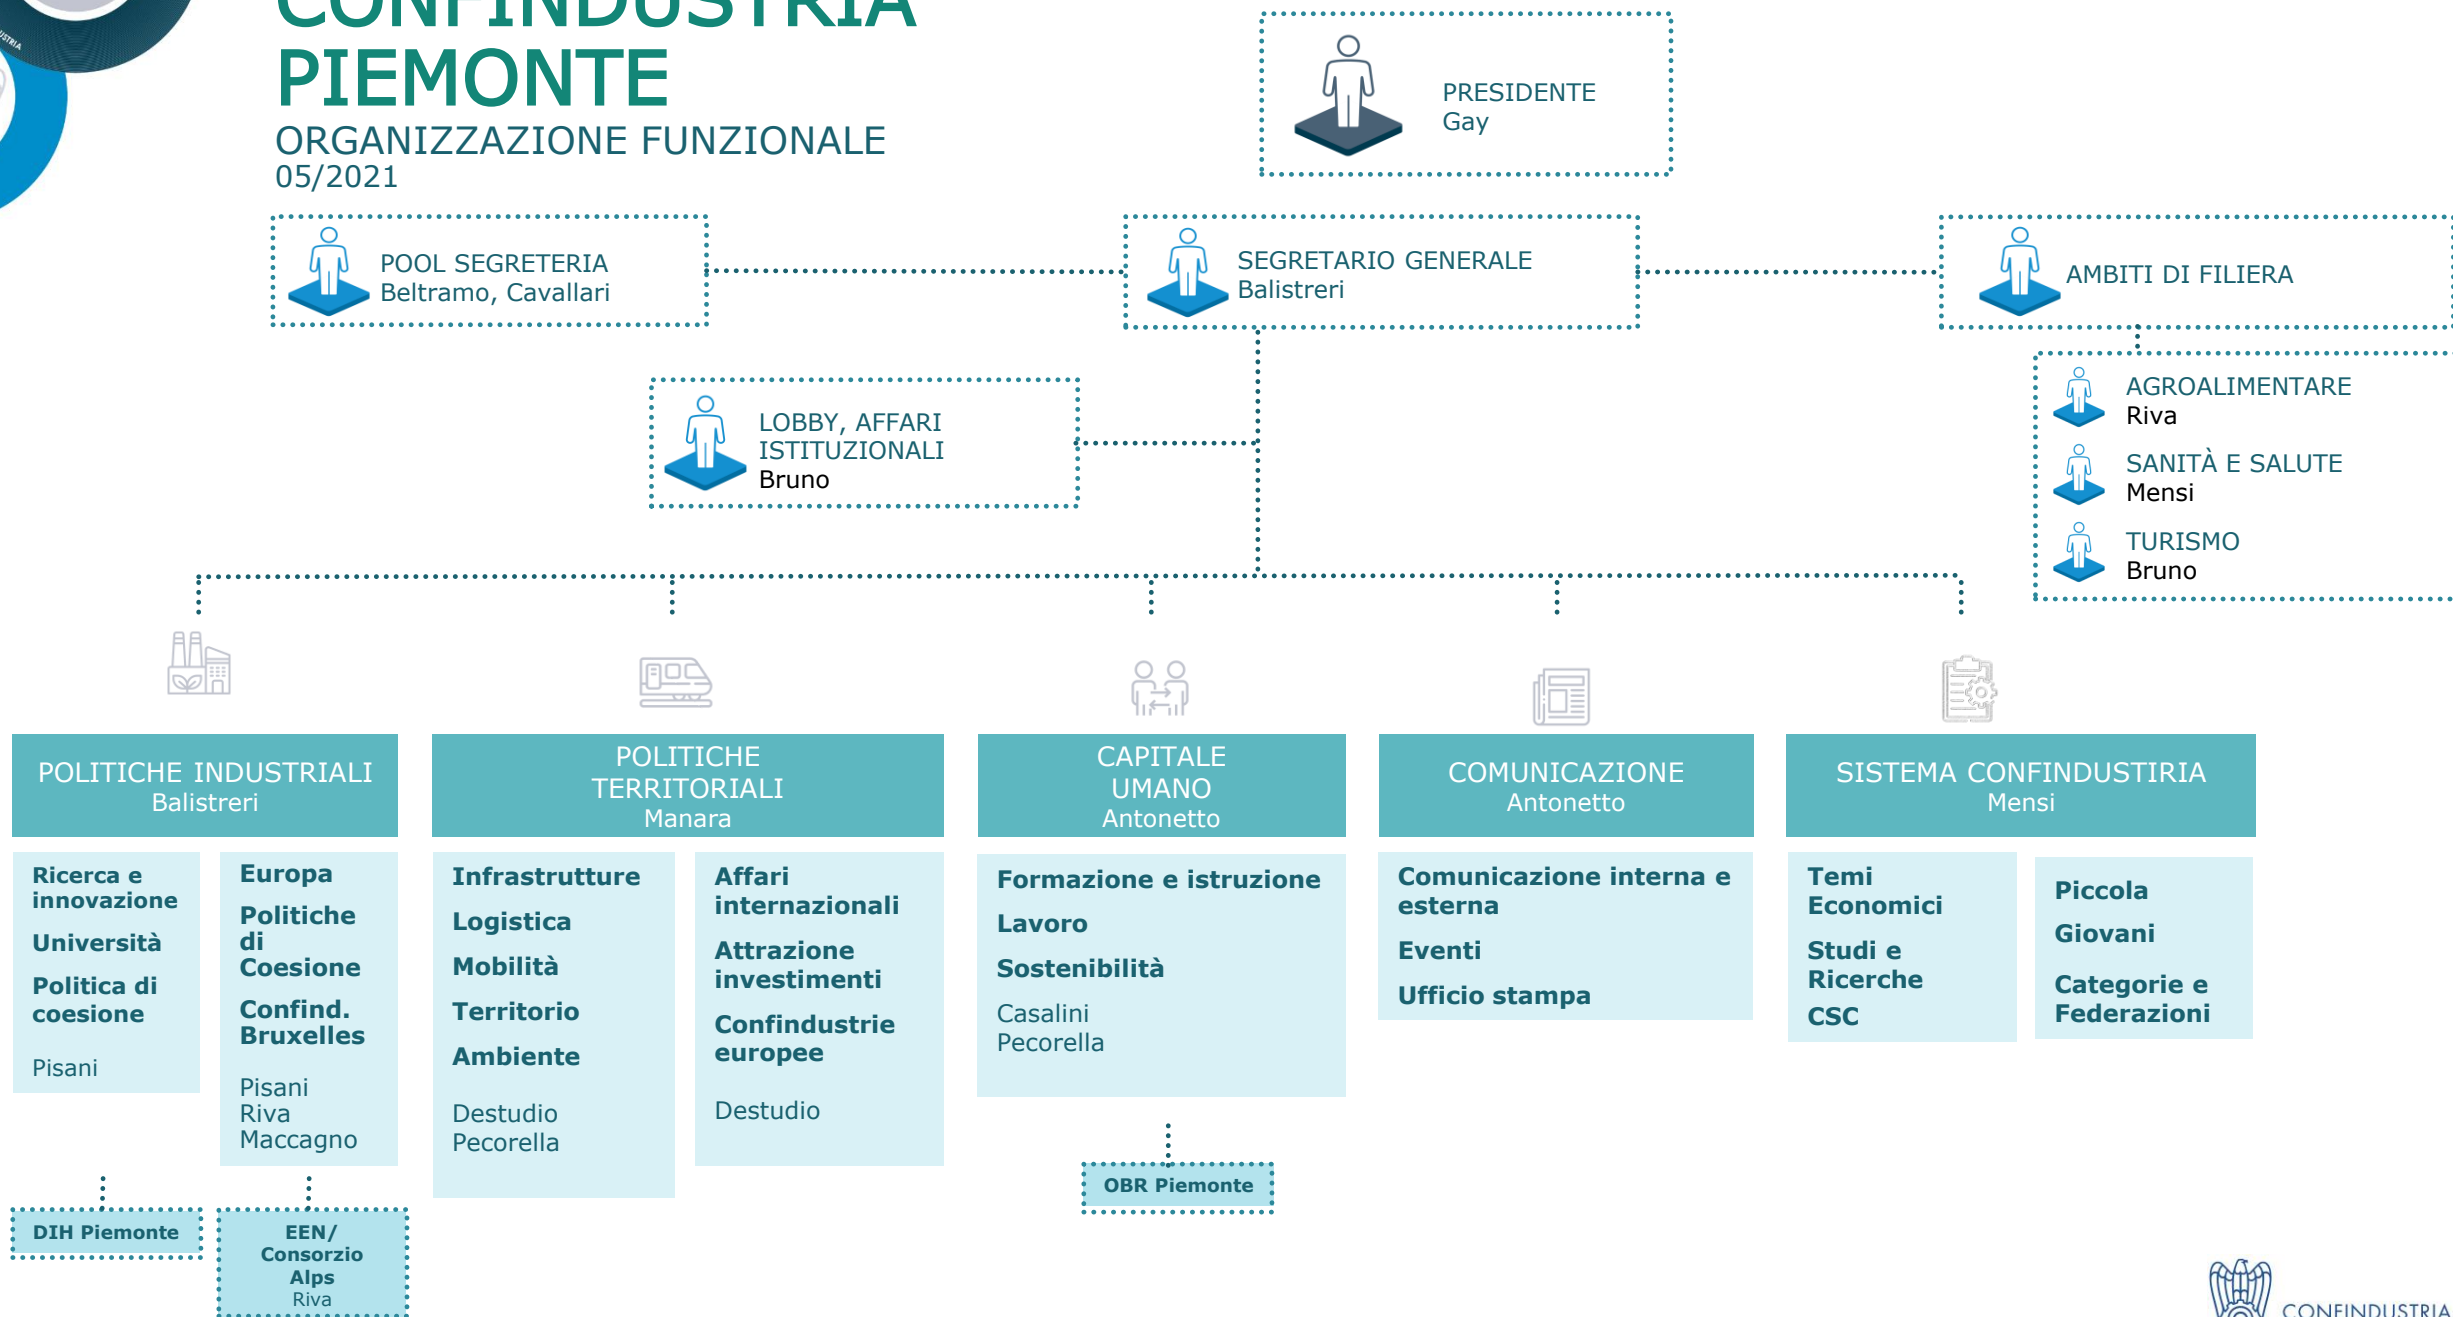 CONFINDUSTRIA
PIEMONTE
ORGANIZZAZIONE FUNZIONALE
05/2021
PRESIDENTE
Gay
POOL SEGRETERIA
Beltramo, Cavallari
SEGRETARIO GENERALE
Balistreri
AMBITI DI FILIERA
LOBBY, AFFARI
ISTITUZIONALI
Bruno
AGROALIMENTARE
Riva
SANITÀ E SALUTE
Mensi
TURISMO
Bruno
POLITICHE INDUSTRIALI
Balistreri
Ricerca e
innovazione
Università
Politica di
coesione
Pisani
DIH Piemonte
Europa
Politiche
di
Coesione
Confind.
Bruxelles
Pisani
Riva
Maccagno
EEN/
Consorzio
Alps
Riva
POLITICHE
TERRITORIALI
Manara
Infrastrutture
Logistica
Mobilità
Territorio
Ambiente
Destudio
Pecorella
Affari
internazionali
Attrazione
investimenti
Confindustrie
europee
Destudio
CAPITALE
UMANO
Antonetto
Formazione e istruzione
Lavoro
Sostenibilità
Casalini
Pecorella
OBR Piemonte
COMUNICAZIONE
Antonetto
Comunicazione interna e
esterna
Eventi
Ufficio stampa
SISTEMA CONFINDUSTIRIA
Mensi
Temi
Economici
Studi e
Ricerche
CSC
Piccola
Giovani
Categorie e
Federazioni
CONFINDUSTRIA